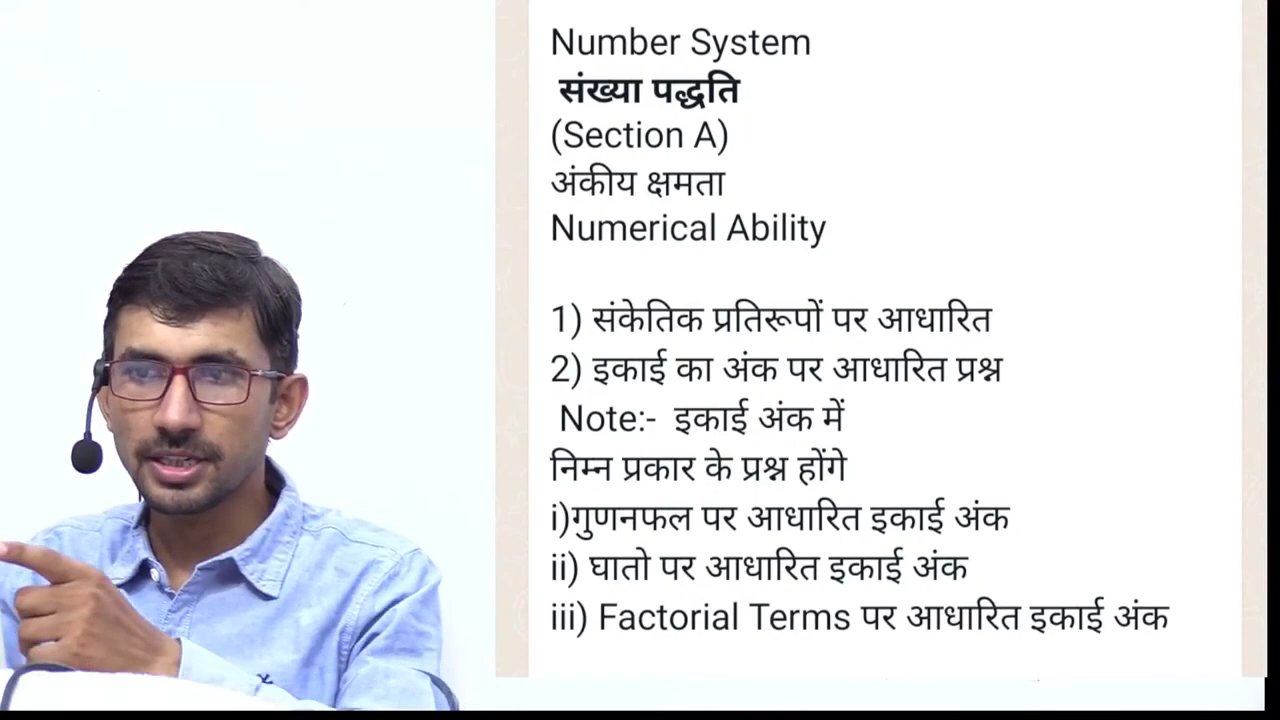 Number System
संख्या पद्धति
(Section A)
अंकीय क्षमता
Numerical Ability
1) संकेतिक प्रतिरूपों पर आधारित
2) इकाई का अंक पर आधारित प्रश्न
Note:- इकाई अंक में
निम्न प्रकार के प्रश्न होंगे
i)गुणनफल पर आधारित इकाई अंक
ii) घातो पर आधारित इकाई अंक
iii) Factorial Terms पर आधारित इकाई अंक